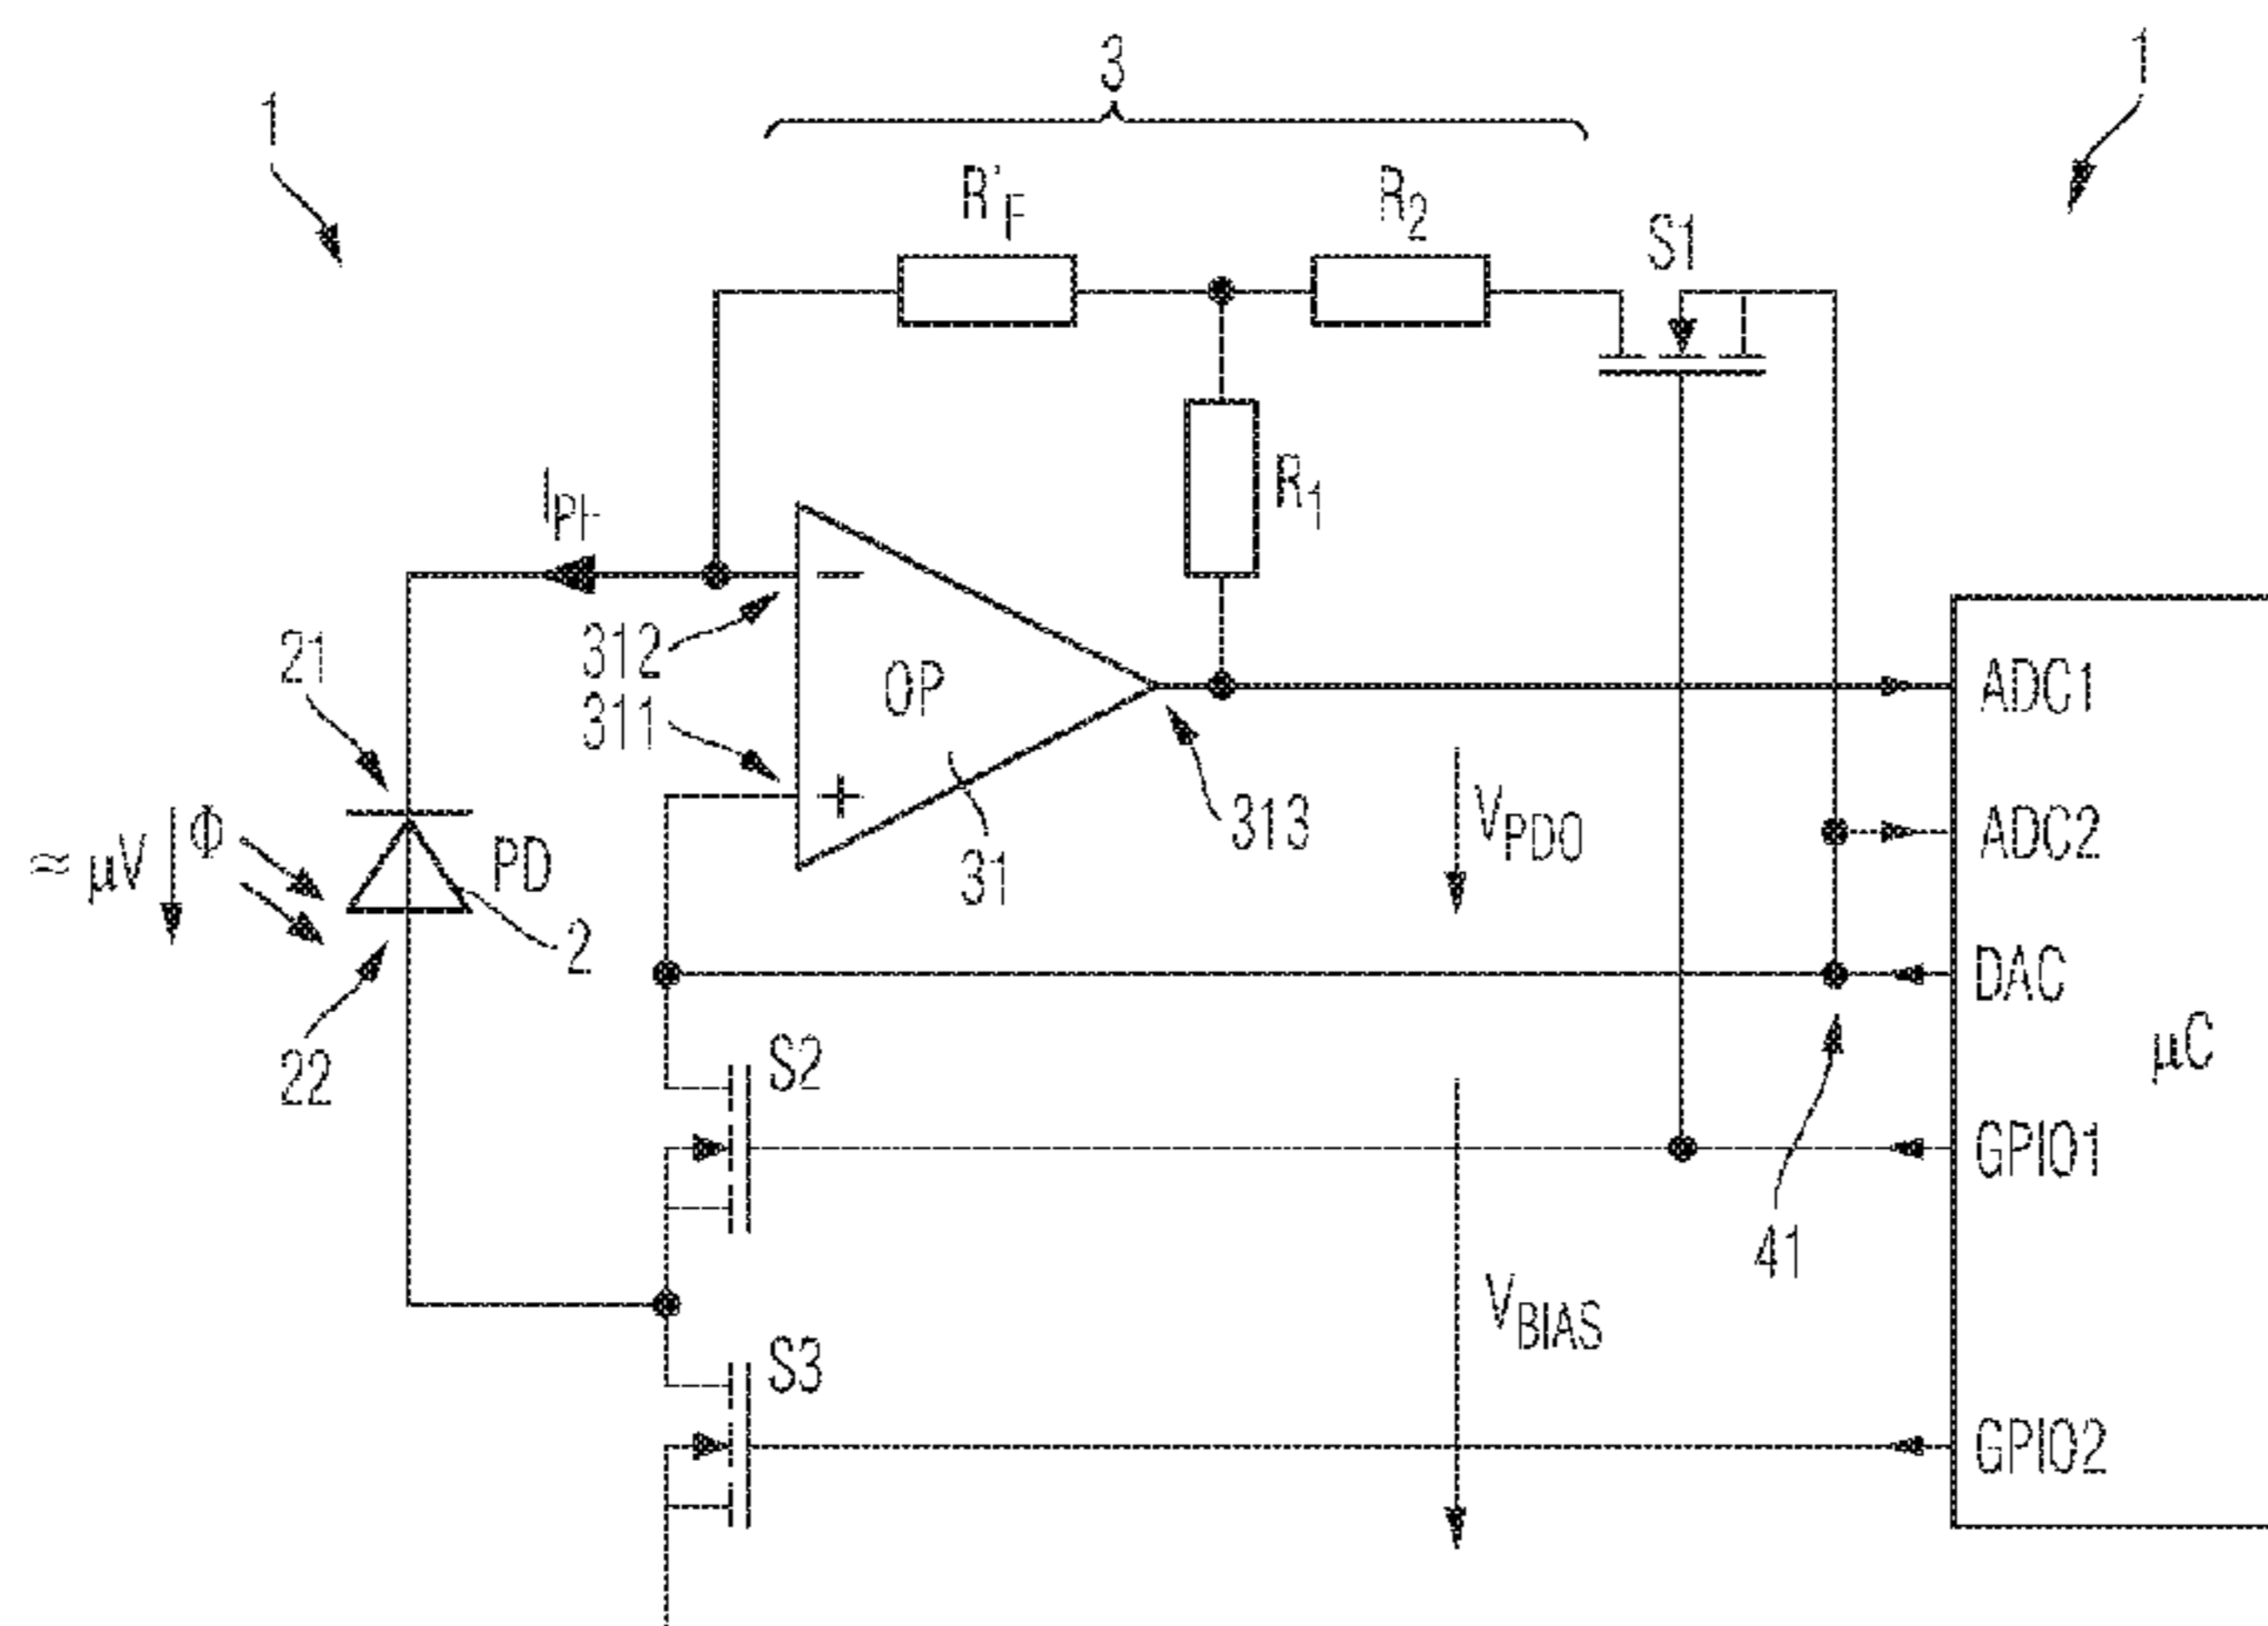 1
3
1
R'F
R2
S1
IPH
R1
312
21
311
OP
ADC1
≈ µV
Φ
PD
2
31
313
VPDO
ADC2
DAC
22
S2
µC
GPIO1
41
VBIAS
S3
GPIO2